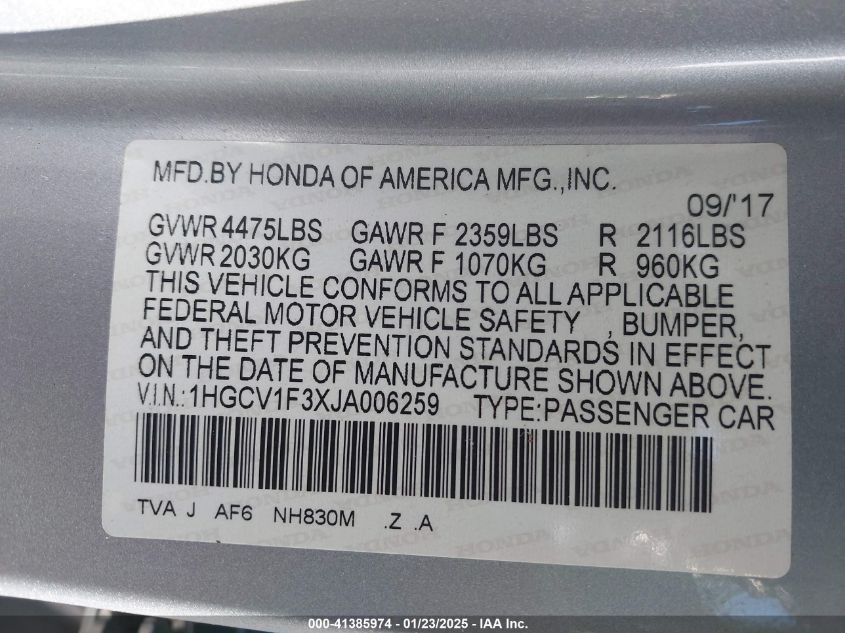 MFD.BY HONDA OF AMERICA MFG.,INC.
09/'17
GVWR 4475LBS GAWR F 2359LBS R 2116LBS
GVWR 2030KG GAWR F 1070KG R 960KG
THIS VEHICLE CONFORMS TO ALL APPLICABLE
FEDERAL MOTOR VEHICLE SAFETY , BUMPER,
AND THEFT PREVENTION STANDARDS IN EFFECT
ON THE DATE OF MANUFACTURE SHOWN ABOVE.
V.I.N.:1HGCV1F3XJA006259 TYPE:PASSENGER CAR
TVA J AF6 NH830M .Z .A
000-41385974 / 01/23/2025 - IAA Inc.